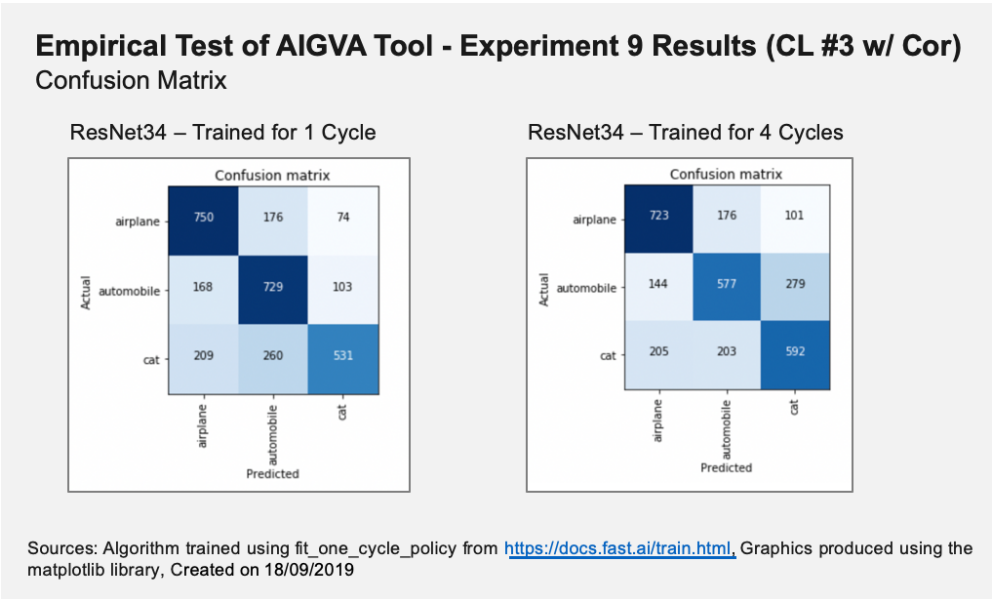 Empirical Test of AIGVA Tool - Experiment 9 Results (CL #3 w/ Cor)
Confusion Matrix
ResNet34 – Trained for 1 Cycle
Confusion matrix
airplane 750 176 74
automobile 168 729 103
cat 209 260 531
Actual
airplane automobile cat
Predicted
ResNet34 – Trained for 4 Cycles
Confusion matrix
airplane 723 176 101
automobile 144 577 279
cat 205 203 592
Actual
airplane automobile cat
Predicted
Sources: Algorithm trained using fit_one_cycle_policy from https://docs.fast.ai/train.html, Graphics produced using the
matplotlib library, Created on 18/09/2019